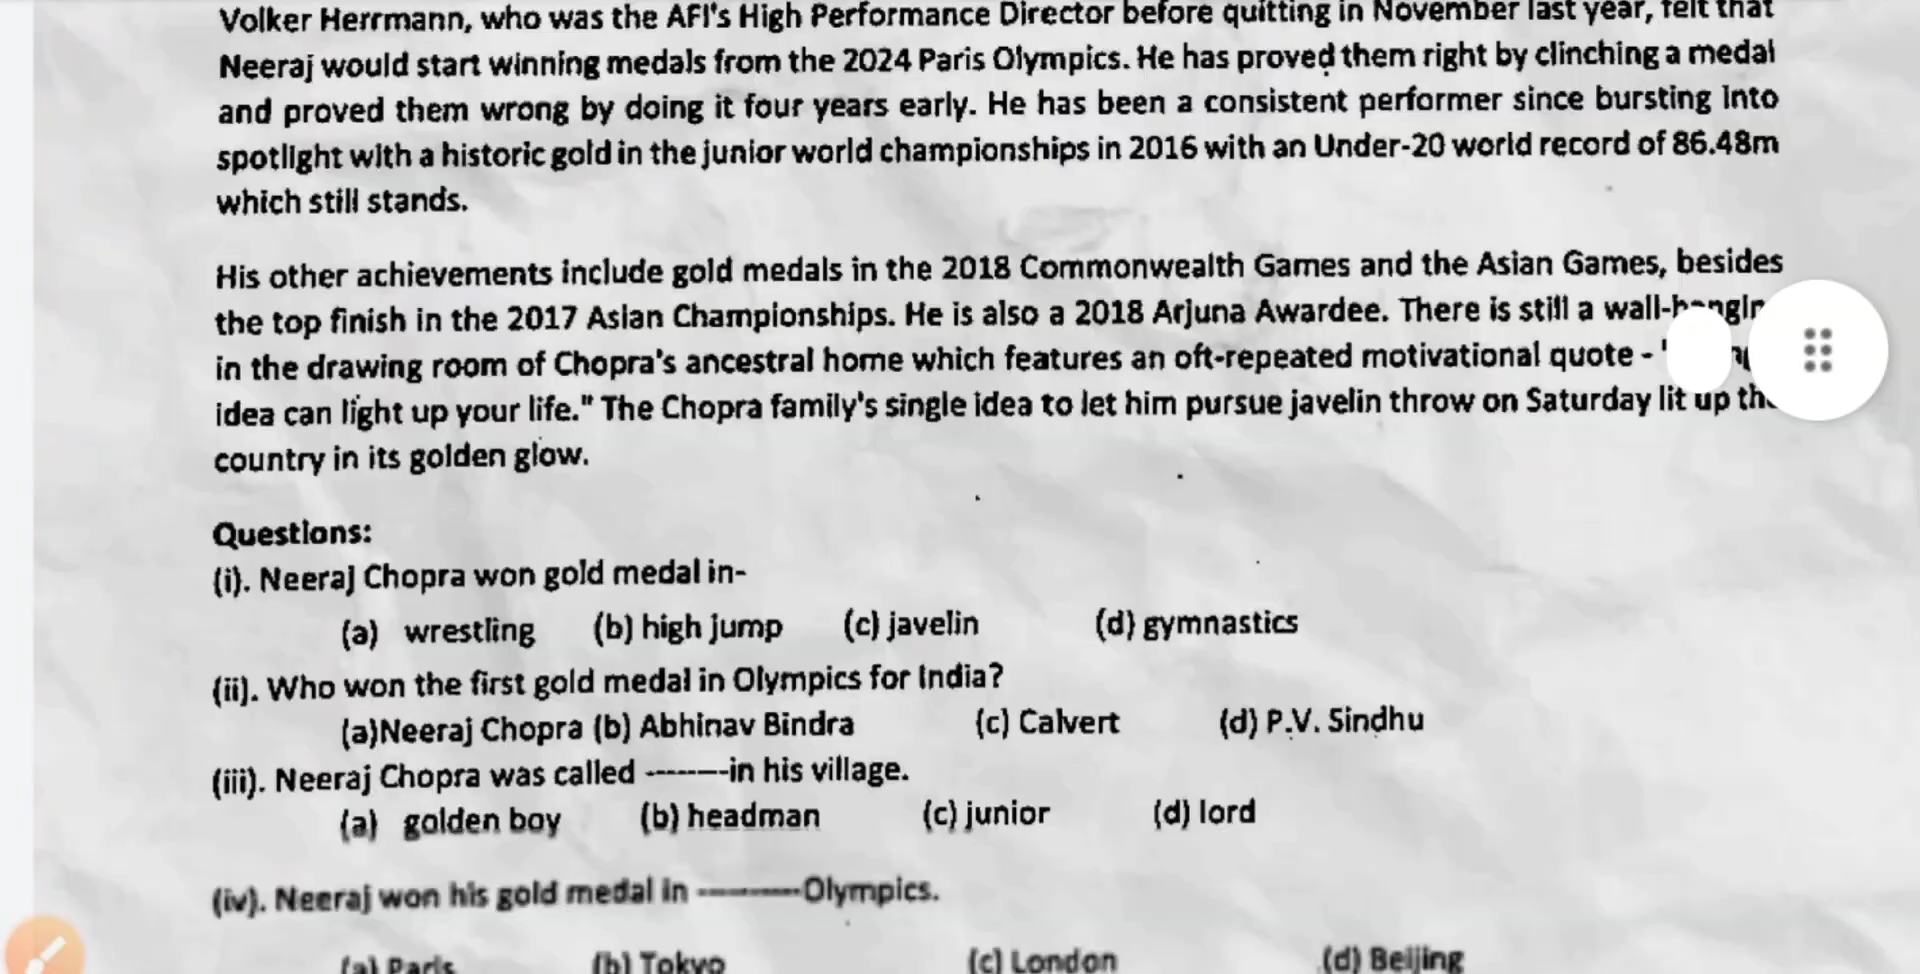 Volker Herrmann, who was the AFI's High Performance Director before quitting in November last year, felt that
Neeraj would start winning medals from the 2024 Paris Olympics. He has proved them right by clinching a medal
and proved them wrong by doing it four years early. He has been a consistent performer since bursting into
spotlight with a historic gold in the junior world championships in 2016 with an Under-20 world record of 86.48m
which still stands.
His other achievements include gold medals in the 2018 Commonwealth Games and the Asian Games, besides
the top finish in the 2017 Asian Championships. He is also a 2018 Arjuna Awardee. There is still a
in the drawing room of Chopra's ancestral home which features an oft-repeated motivational quote -
idea can light up your life." The Chopra family's single idea to let him pursue javelin throw on Saturday lit up the
country in its golden glow.
Questions:
(i). Neeraj Chopra won gold medal in-
(a) wrestling (b) high jump (c) javelin (d) gymnastics
(ii). Who won the first gold medal in Olympics for India?
(a)Neeraj Chopra (b) Abhinav Bindra (c) Calvert (d) P.V. Sindhu
(iii). Neeraj Chopra was called --------in his village.
(a) golden boy (b) headman (c) junior (d) lord
(iv). Neeraj won his gold medal in ----------Olympics.
(a) Paris (b) Tokyo (c) London (d) Beijing